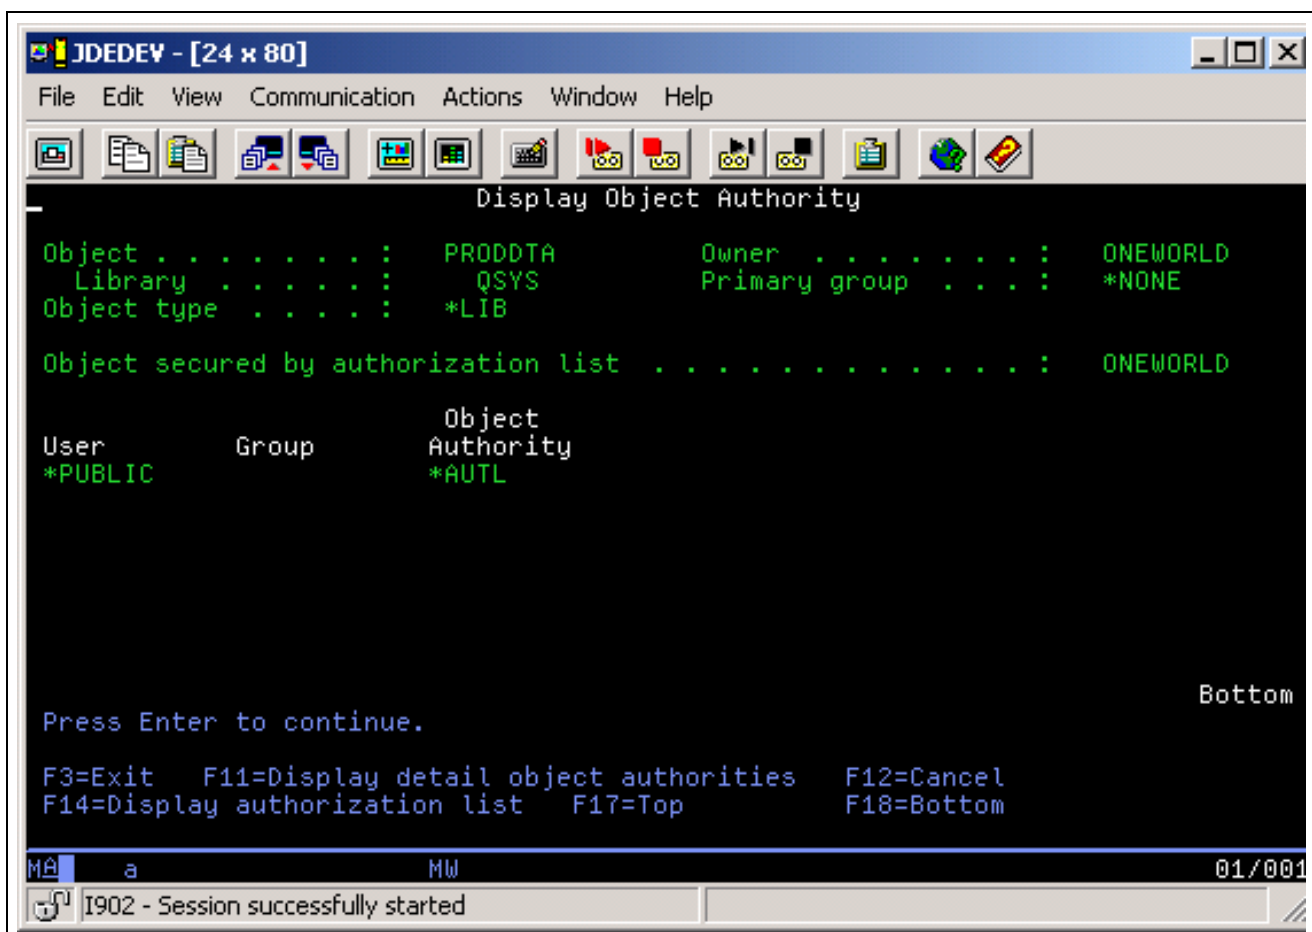 JDEDEV - [24 x 80]
File Edit View Communication Actions Window Help
Display Object Authority
Object . . . . . . . : PRODDTA Owner . . . . . . . : ONEWORLD
Library . . . . . : QSYS Primary group . . . : *NONE
Object type . . . . : *LIB
Object secured by authorization list . . . . . . . . . . . . : ONEWORLD
Object
User Group Authority
*PUBLIC *AUTL
Bottom
Press Enter to continue.
F3=Exit F11=Display detail object authorities F12=Cancel
F14=Display authorization list F17=Top F18=Bottom
MA a MW 01/001
I902 - Session successfully started